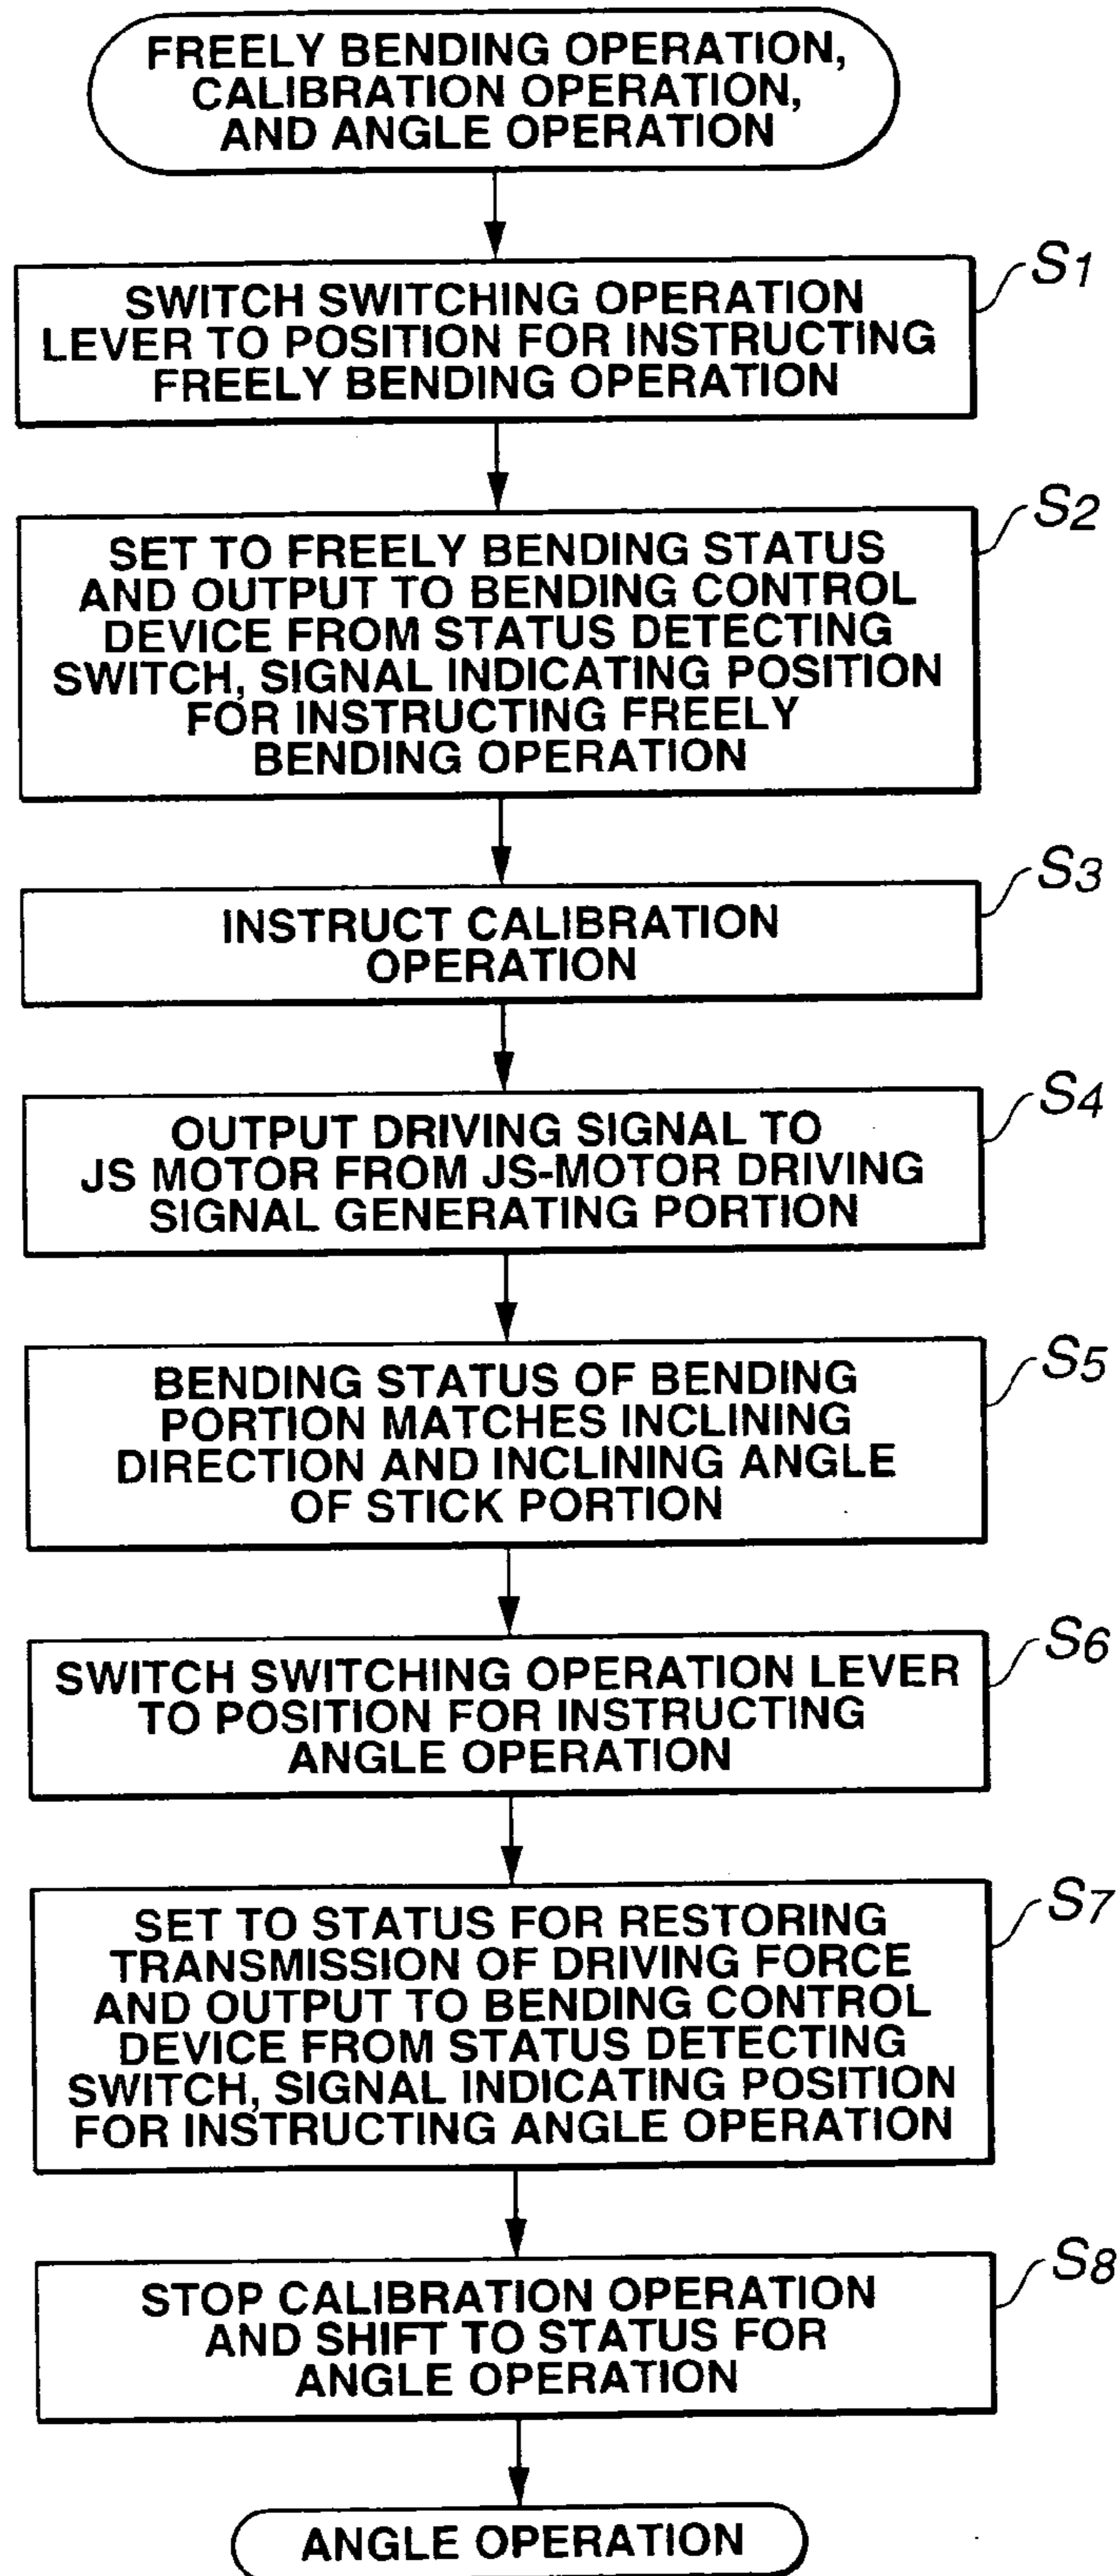 FREELY BENDING OPERATION,
CALIBRATION OPERATION,
AND ANGLE OPERATION
S1
SWITCH SWITCHING OPERATION
LEVER TO POSITION FOR INSTRUCTING
FREELY BENDING OPERATION
S2
SET TO FREELY BENDING STATUS
AND OUTPUT TO BENDING CONTROL
DEVICE FROM STATUS DETECTING
SWITCH, SIGNAL INDICATING POSITION
FOR INSTRUCTING FREELY
BENDING OPERATION
S3
INSTRUCT CALIBRATION
OPERATION
S4
OUTPUT DRIVING SIGNAL TO
JS MOTOR FROM JS-MOTOR DRIVING
SIGNAL GENERATING PORTION
S5
BENDING STATUS OF BENDING
PORTION MATCHES INCLINING
DIRECTION AND INCLINING ANGLE
OF STICK PORTION
S6
SWITCH SWITCHING OPERATION LEVER
TO POSITION FOR INSTRUCTING
ANGLE OPERATION
S7
SET TO STATUS FOR RESTORING
TRANSMISSION OF DRIVING FORCE
AND OUTPUT TO BENDING CONTROL
DEVICE FROM STATUS DETECTING
SWITCH, SIGNAL INDICATING POSITION
FOR INSTRUCTING ANGLE OPERATION
S8
STOP CALIBRATION OPERATION
AND SHIFT TO STATUS FOR
ANGLE OPERATION
ANGLE OPERATION